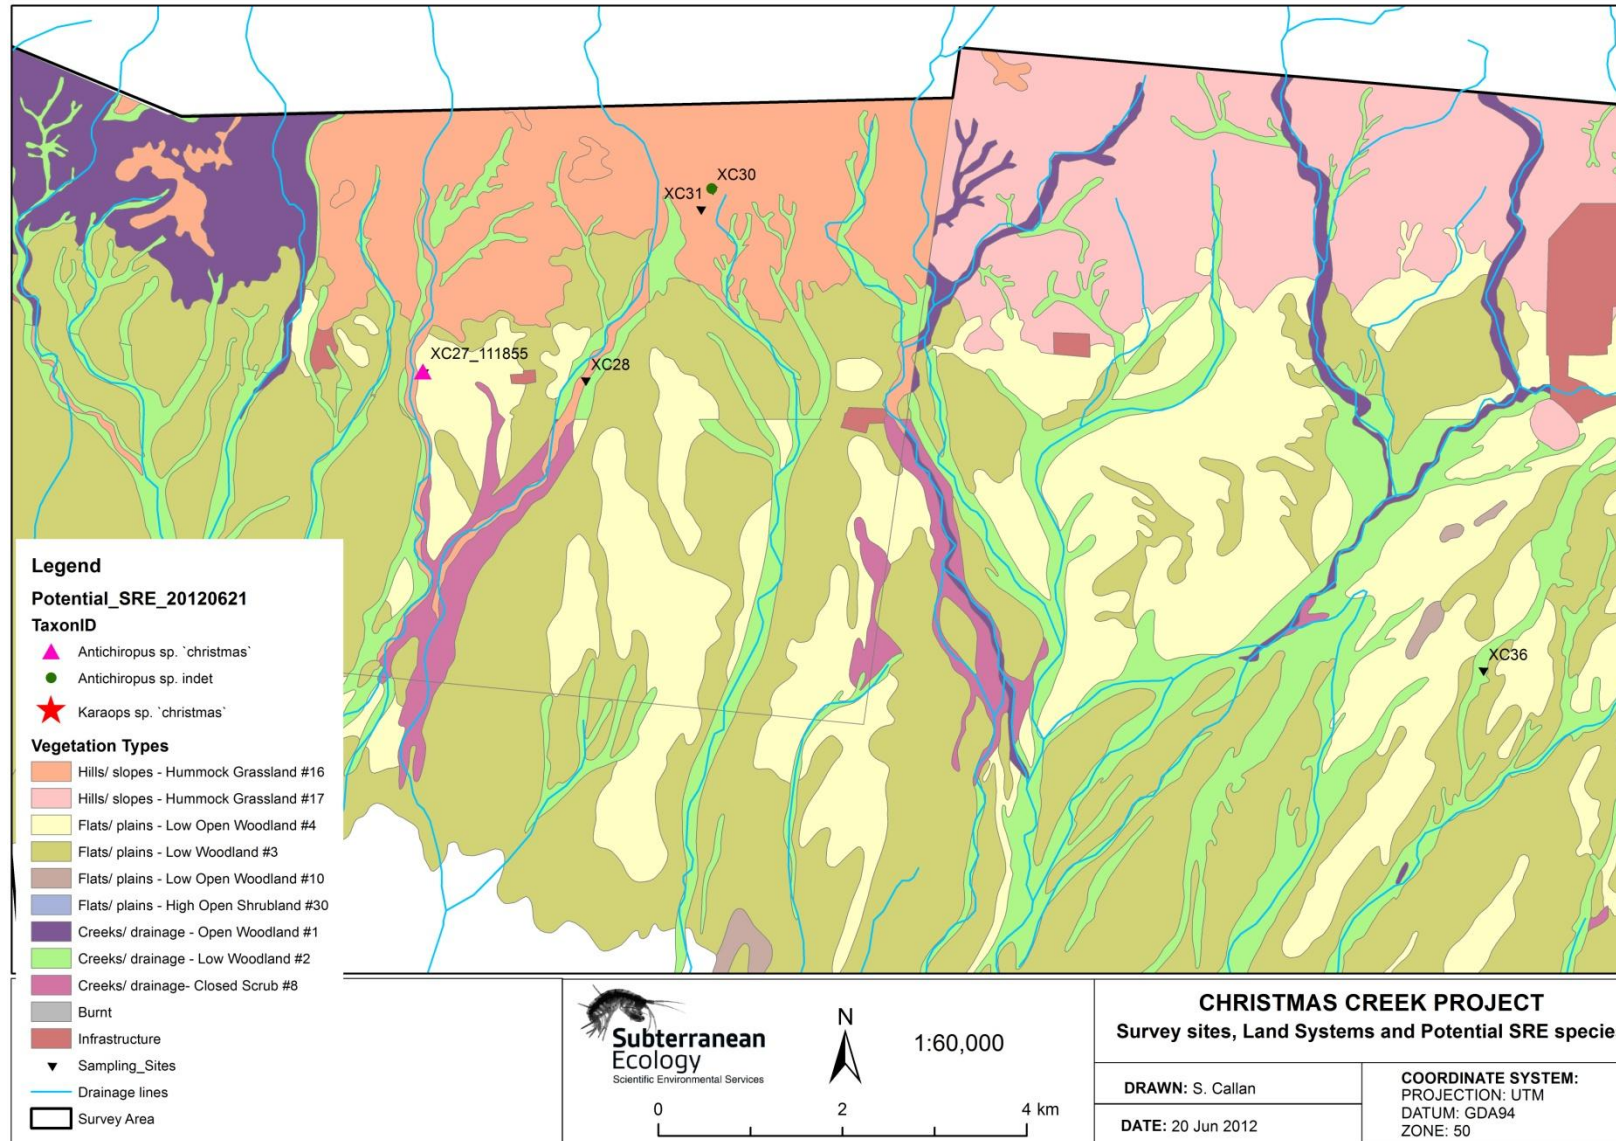 XC30
XC31
XC27_111855
XC28
XC36
Legend
Potential_SRE_20120621
TaxonID
Antichiropus sp. `christmas`
Antichiropus sp. indet
Karaops sp. `christmas`
Vegetation Types
Hills/ slopes - Hummock Grassland #16
Hills/ slopes - Hummock Grassland #17
Flats/ plains - Low Open Woodland #4
Flats/ plains - Low Woodland #3
Flats/ plains - Low Open Woodland #10
Flats/ plains - High Open Shrubland #30
Creeks/ drainage - Open Woodland #1
Creeks/ drainage - Low Woodland #2
Creeks/ drainage- Closed Scrub #8
Burnt
Infrastructure
Sampling_Sites
Drainage lines
Survey Area
Subterranean
Ecology
Scientific Environmental Services
N
1:60,000
0 2 4 km
CHRISTMAS CREEK PROJECT
Survey sites, Land Systems and Potential SRE specie
DRAWN: S. Callan
DATE: 20 Jun 2012
COORDINATE SYSTEM:
PROJECTION: UTM
DATUM: GDA94
ZONE: 50